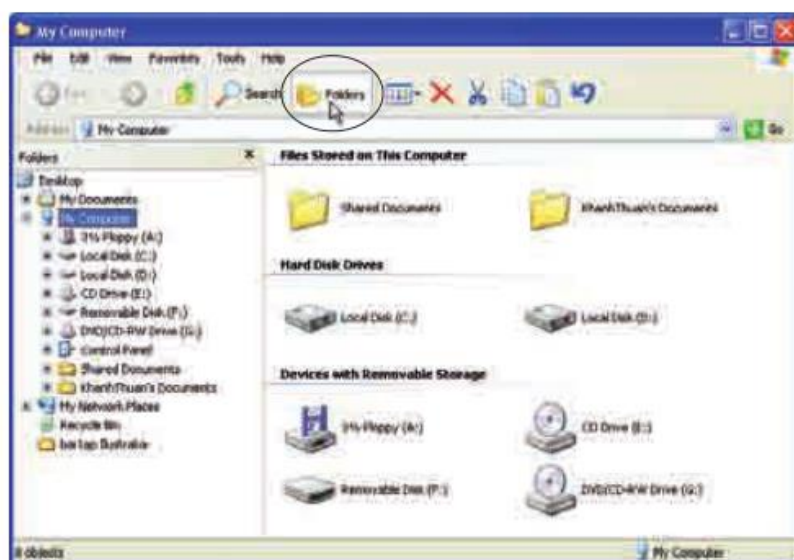 My Computer
File Edit View Favorites Tools Help
Search Folders
Address My Computer Go
Folders
Desktop
My Documents
My Computer
3½ Floppy (A:)
Local Disk (C:)
Local Disk (D:)
CD Drive (E:)
Removable Disk (F:)
DVD/CD-RW Drive (G:)
Control Panel
Shared Documents
KhanhThuan's Documents
My Network Places
Recycle Bin
bai tap Illustrator
Files Stored on This Computer
Shared Documents KhanhThuan's Documents
Hard Disk Drives
Local Disk (C:) Local Disk (D:)
Devices with Removable Storage
3½ Floppy (A:) CD Drive (E:)
Removable Disk (F:) DVD/CD-RW Drive (G:)
8 objects My Computer